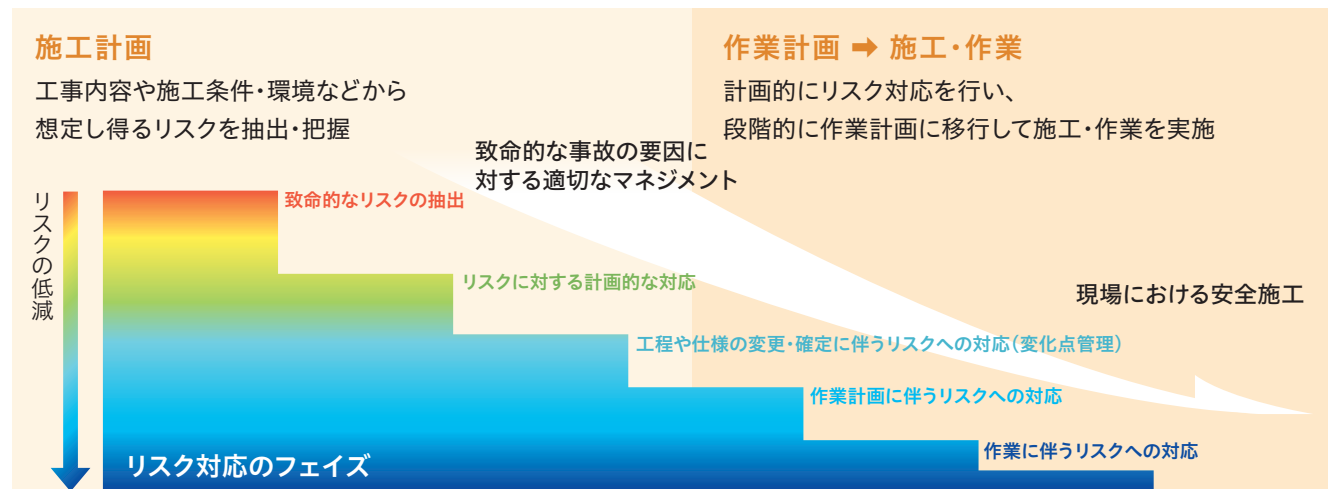 施工計画
工事内容や施工条件・環境などから
想定し得るリスクを抽出・把握
作業計画 ➡ 施工・作業
計画的にリスク対応を行い、
段階的に作業計画に移行して施工・作業を実施
致命的な事故の要因に
対する適切なマネジメント
リスクの低減
致命的なリスクの抽出
リスクに対する計画的な対応
現場における安全施工
工程や仕様の変更・確定に伴うリスクへの対応(変化点管理)
作業計画に伴うリスクへの対応
作業に伴うリスクへの対応
リスク対応のフェイズ